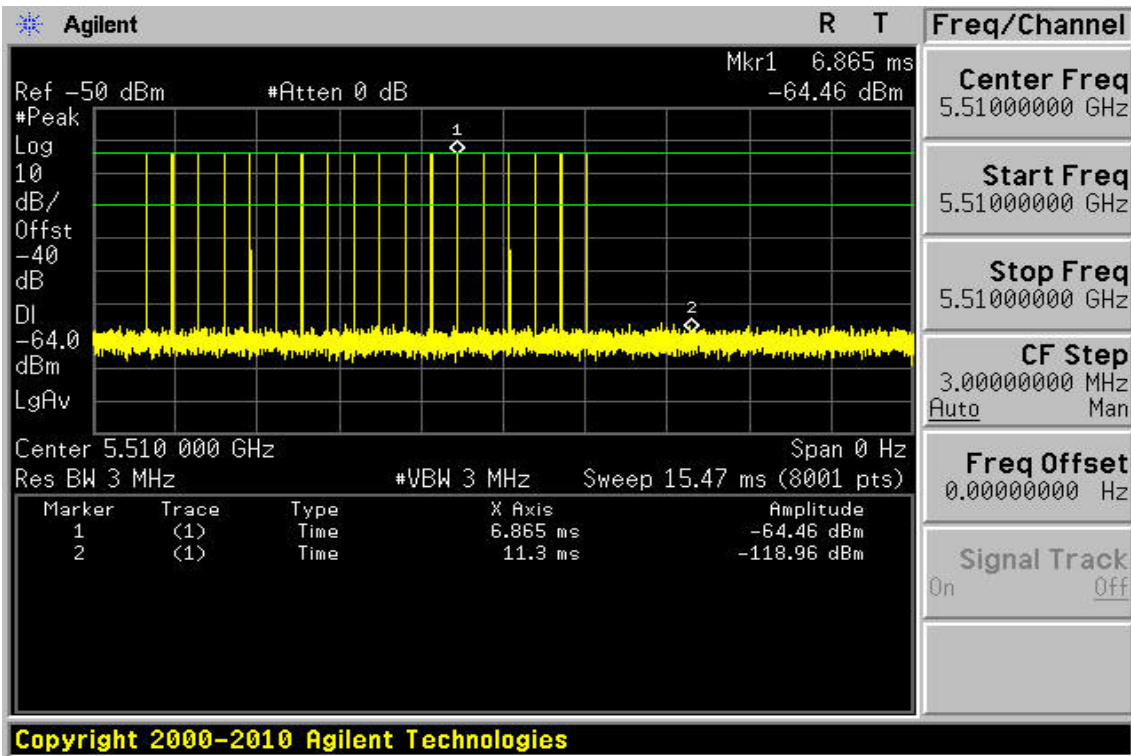 Agilent
R T
Freq/Channel
Mkr1 6.865 ms
Ref -50 dBm #Atten 0 dB -64.46 dBm
#Peak
Log
10
dB/
Offst
-40
dB
DI
-64.0
dBm
LgAv
1
2
Center 5.510 000 GHz Span 0 Hz
Res BW 3 MHz #VBW 3 MHz Sweep 15.47 ms (8001 pts)
Marker Trace Type X Axis Amplitude
1 (1) Time 6.865 ms -64.46 dBm
2 (1) Time 11.3 ms -118.96 dBm
Center Freq
5.51000000 GHz
Start Freq
5.51000000 GHz
Stop Freq
5.51000000 GHz
CF Step
3.00000000 MHz
Auto Man
Freq Offset
0.00000000 Hz
Signal Track
On Off
Copyright 2000-2010 Agilent Technologies